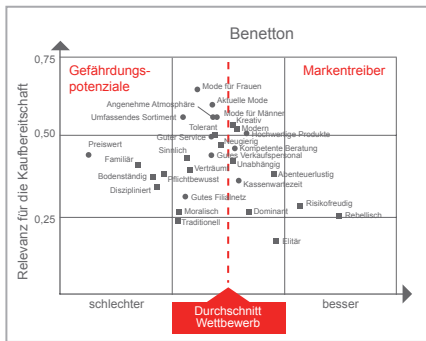 Benetton
Relevanz für die Kaufbereitschaft
0,75
0,50
0,25
Gefährdungs-
potenziale
Markentreiber
Mode für Frauen
Angenehme Atmosphäre
Aktuelle Mode
Umfassendes Sortiment
Mode für Männer
Kreativ
Tolerant
Modern
Guter Service
Hochwertige Produkte
Neugierig
Preiswert
Sinnlich
Kompetente Beratung
Gutes Verkaufspersonal
Familiär
Verträum
Unabhängig
Bodenständig
Pflichtbewusst
Abenteuerlustig
Diszipliniert
Kassenwartezeit
Gutes Filialnetz
Risikofreudig
Moralisch
Dominant
Rebellisch
Traditionell
Elitär
schlechter
besser
Durchschnitt
Wettbewerb